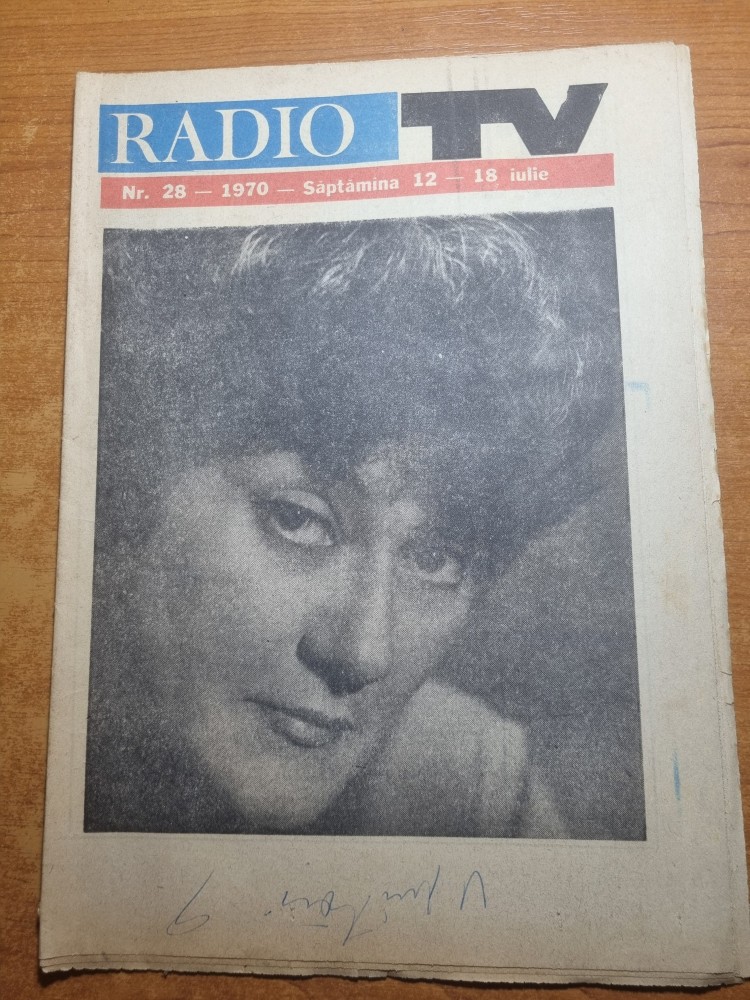 RADIO TV
Nr. 28 — 1970 — Săptămîna 12 — 18 iulie